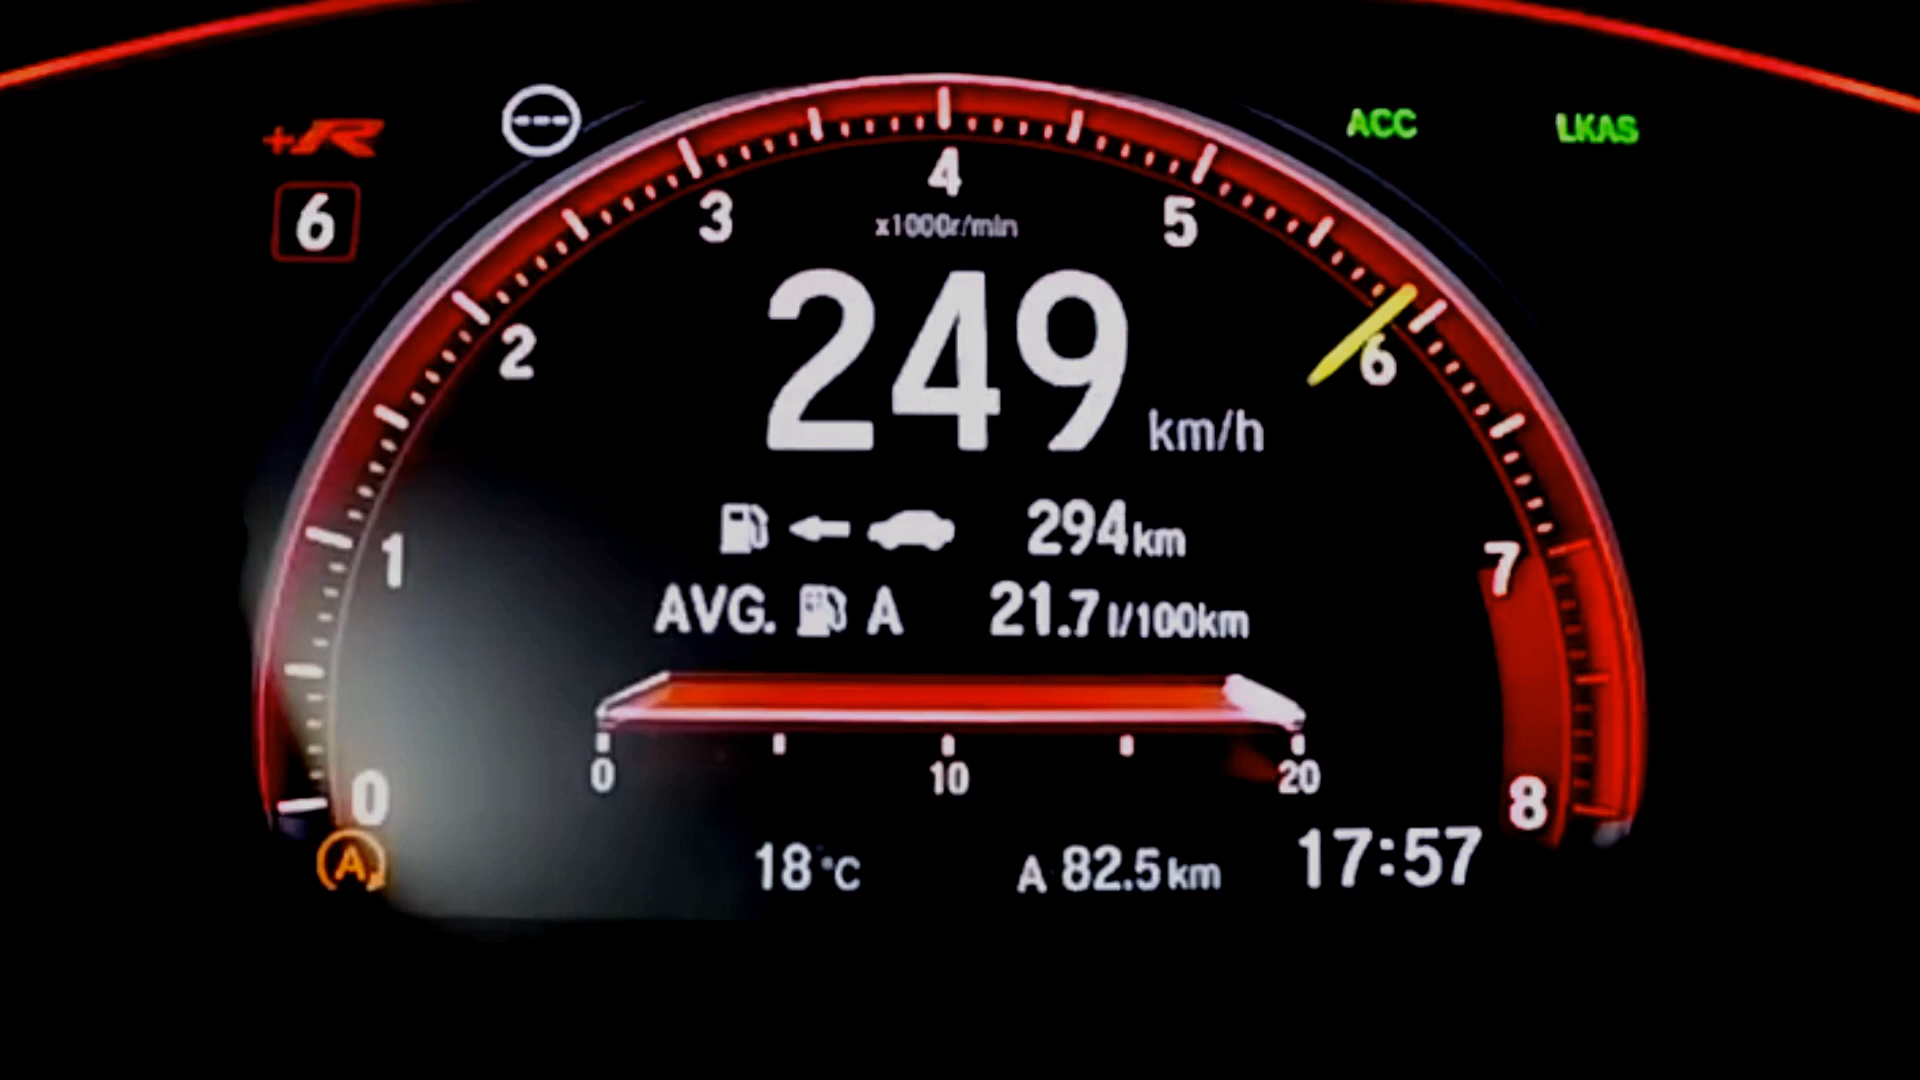 +R
ACC
LKAS
6
0
1
2
3
4
5
6
7
8
x1000r/min
249 km/h
294km
AVG. A 21.7 l/100km
0 10 20
A
18°C
A 82.5km
17:57